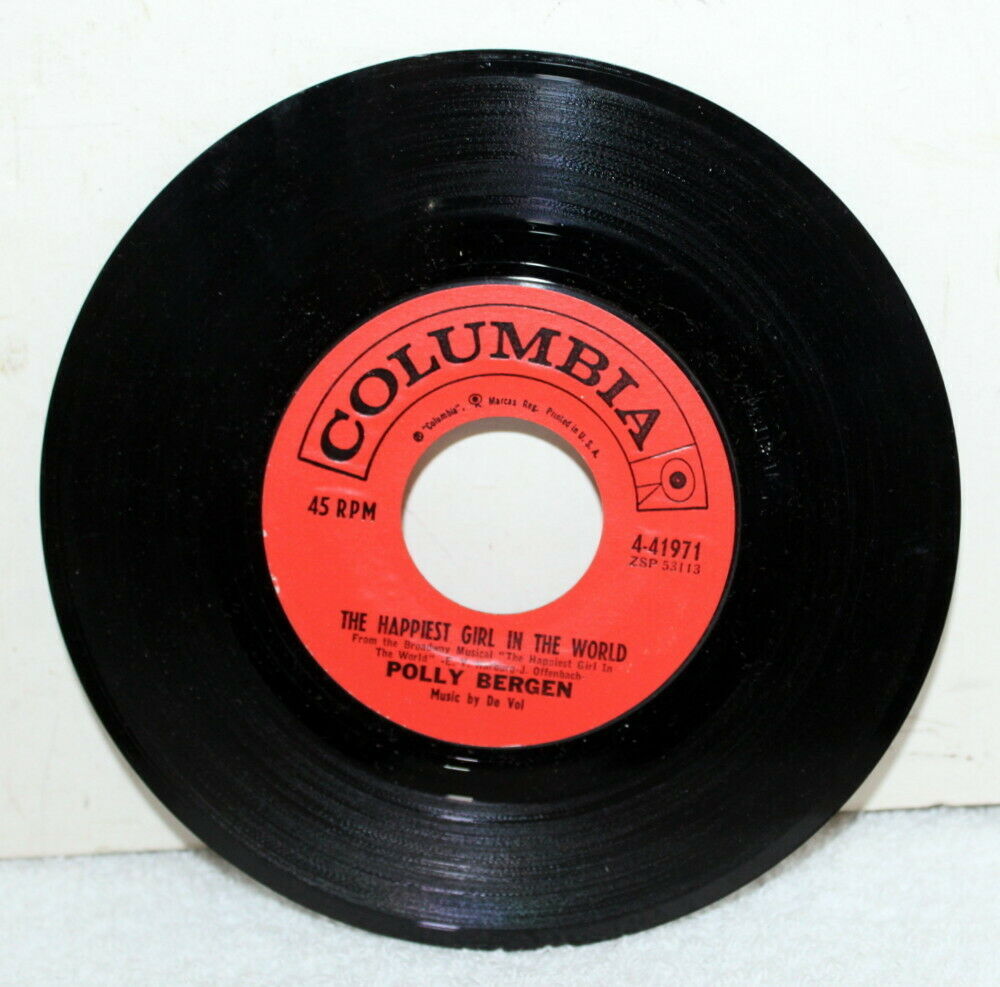 COLUMBIA
® "Columbia", Marcas Reg. Printed in U. S. A.
45 RPM
4-41971
ZSP 53113
THE HAPPIEST GIRL IN THE WORLD
From the Broadway Musical "The Happiest Girl In
The World" -E. Y. Harburg-J. Offenbach-
POLLY BERGEN
Music by De Vol